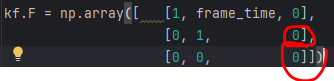 kf.F = np.array([    [1, frame_time, 0],
[0, 1,          0],
[0, 0,          0]])